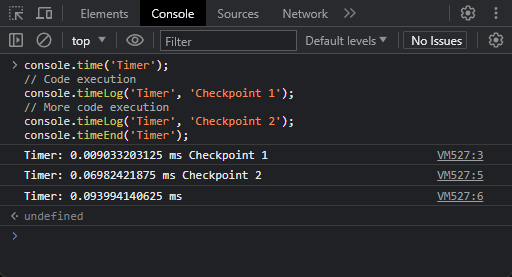 Elements Console Sources Network
top Filter Default levels No Issues
console.time('Timer');
// Code execution
console.timeLog('Timer', 'Checkpoint 1');
// More code execution
console.timeLog('Timer', 'Checkpoint 2');
console.timeEnd('Timer');
Timer: 0.009033203125 ms Checkpoint 1 VM527:3
Timer: 0.06982421875 ms Checkpoint 2 VM527:5
Timer: 0.093994140625 ms VM527:6
undefined